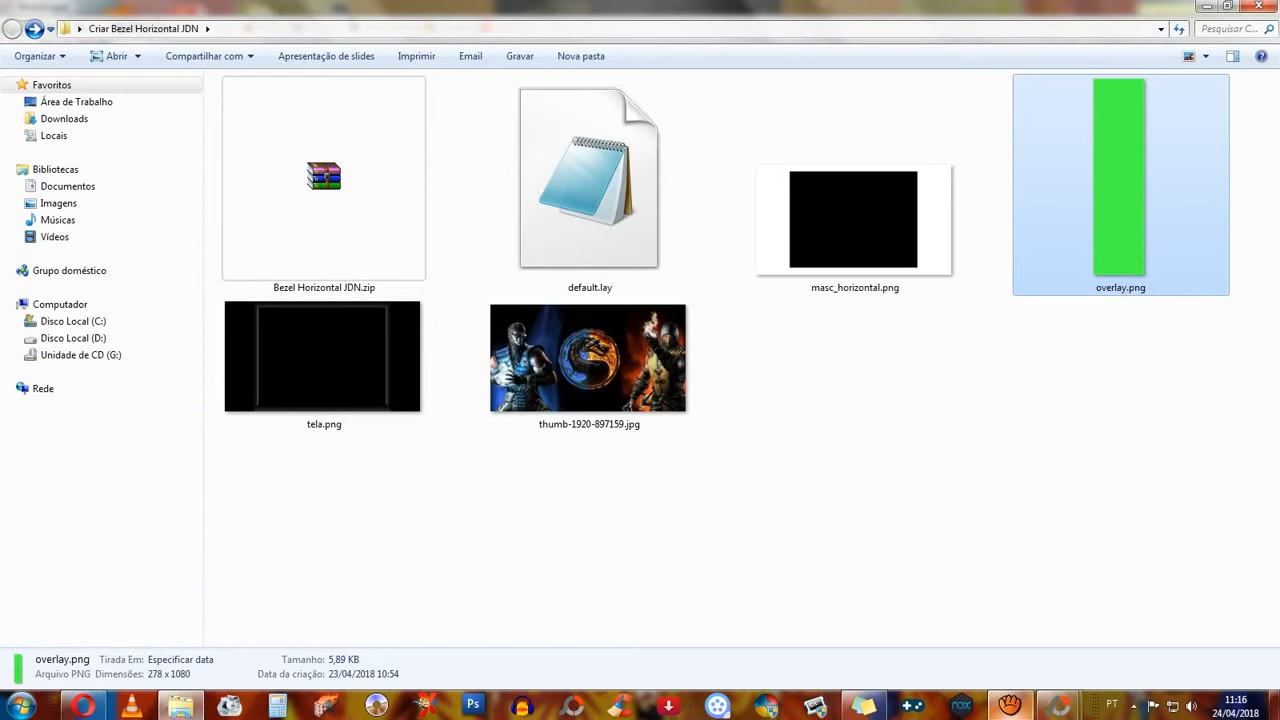 Criar Bezel Horizontal JDN
Pesquisar C...
Organizar
Abrir
Compartilhar com
Apresentação de slides
Imprimir
Email
Gravar
Nova pasta
Favoritos
Área de Trabalho
Downloads
Locais
Bibliotecas
Documentos
Imagens
Músicas
Vídeos
Grupo doméstico
Computador
Disco Local (C:)
Disco Local (D:)
Unidade de CD (G:)
Rede
Bezel Horizontal JDN.zip
default.lay
masc_horizontal.png
overlay.png
tela.png
thumb-1920-897159.jpg
overlay.png
Tirada Em: Especificar data
Tamanho: 5,89 KB
Arquivo PNG
Dimensões: 278 x 1080
Data da criação: 23/04/2018 10:54
Ps
nox
PT
11:16
24/04/2018